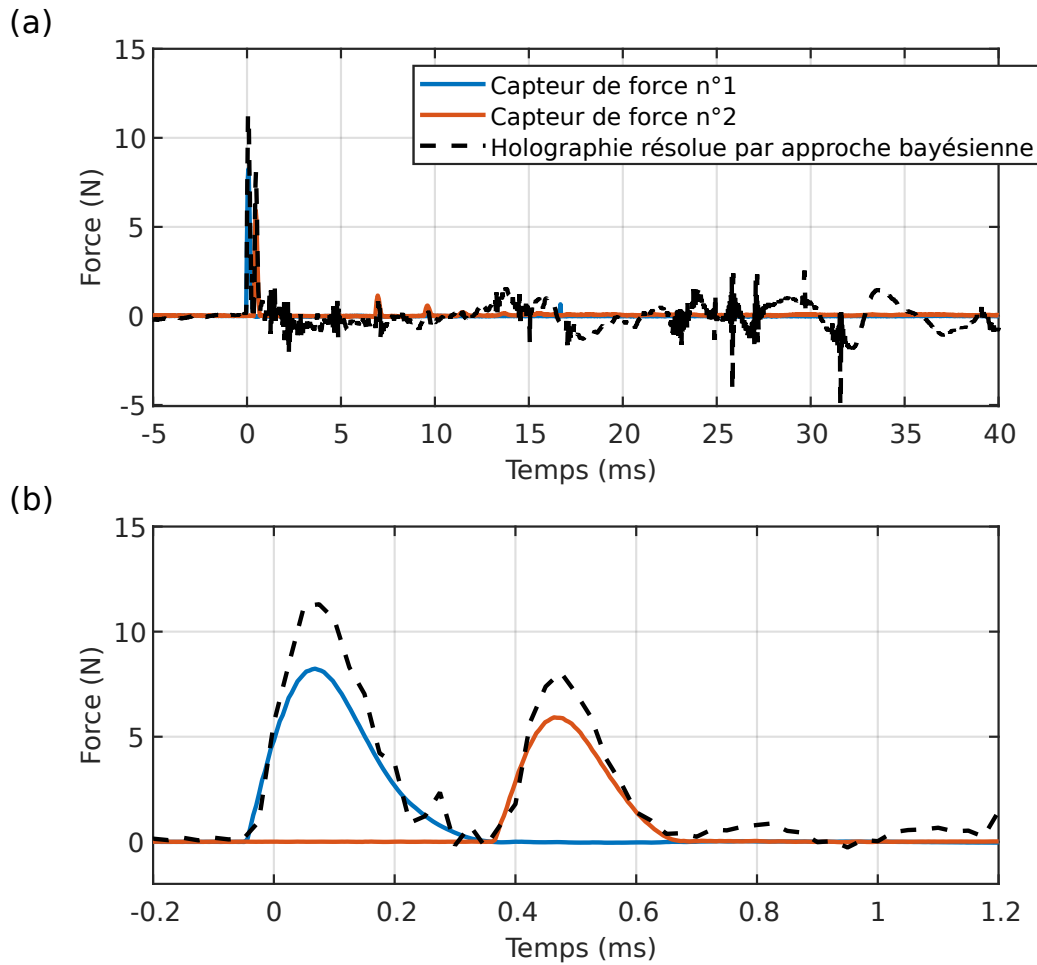 (a)
15
10
5
0
-5
Force (N)
Capteur de force n°1
Capteur de force n°2
Holographie résolue par approche bayésienne
-5 0 5 10 15 20 25 30 35 40
Temps (ms)
(b)
15
10
5
0
Force (N)
-0.2 0 0.2 0.4 0.6 0.8 1 1.2
Temps (ms)